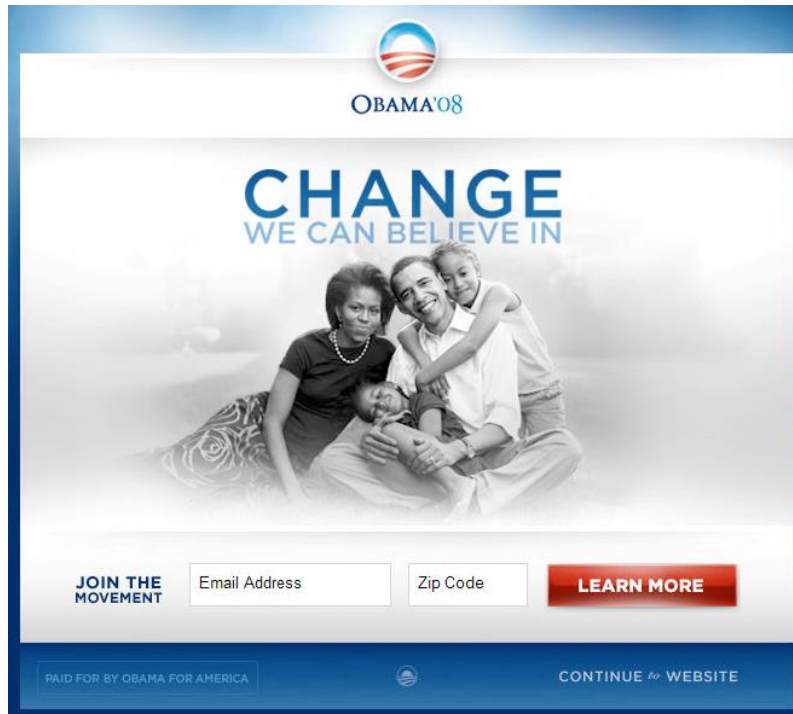 OBAMA'08
CHANGE
WE CAN BELIEVE IN
JOIN THE
MOVEMENT
Email Address
Zip Code
LEARN MORE
PAID FOR BY OBAMA FOR AMERICA
CONTINUE to WEBSITE